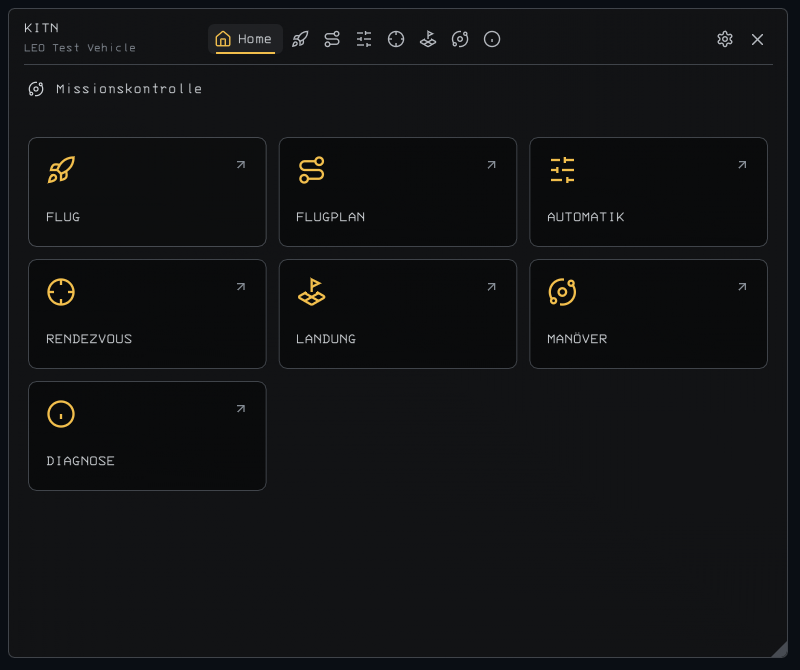 KITN
LEO Test Vehicle
Home
Missionskontrolle
FLUG
FLUGPLAN
AUTOMATIK
RENDEZVOUS
LANDUNG
MANÖVER
DIAGNOSE